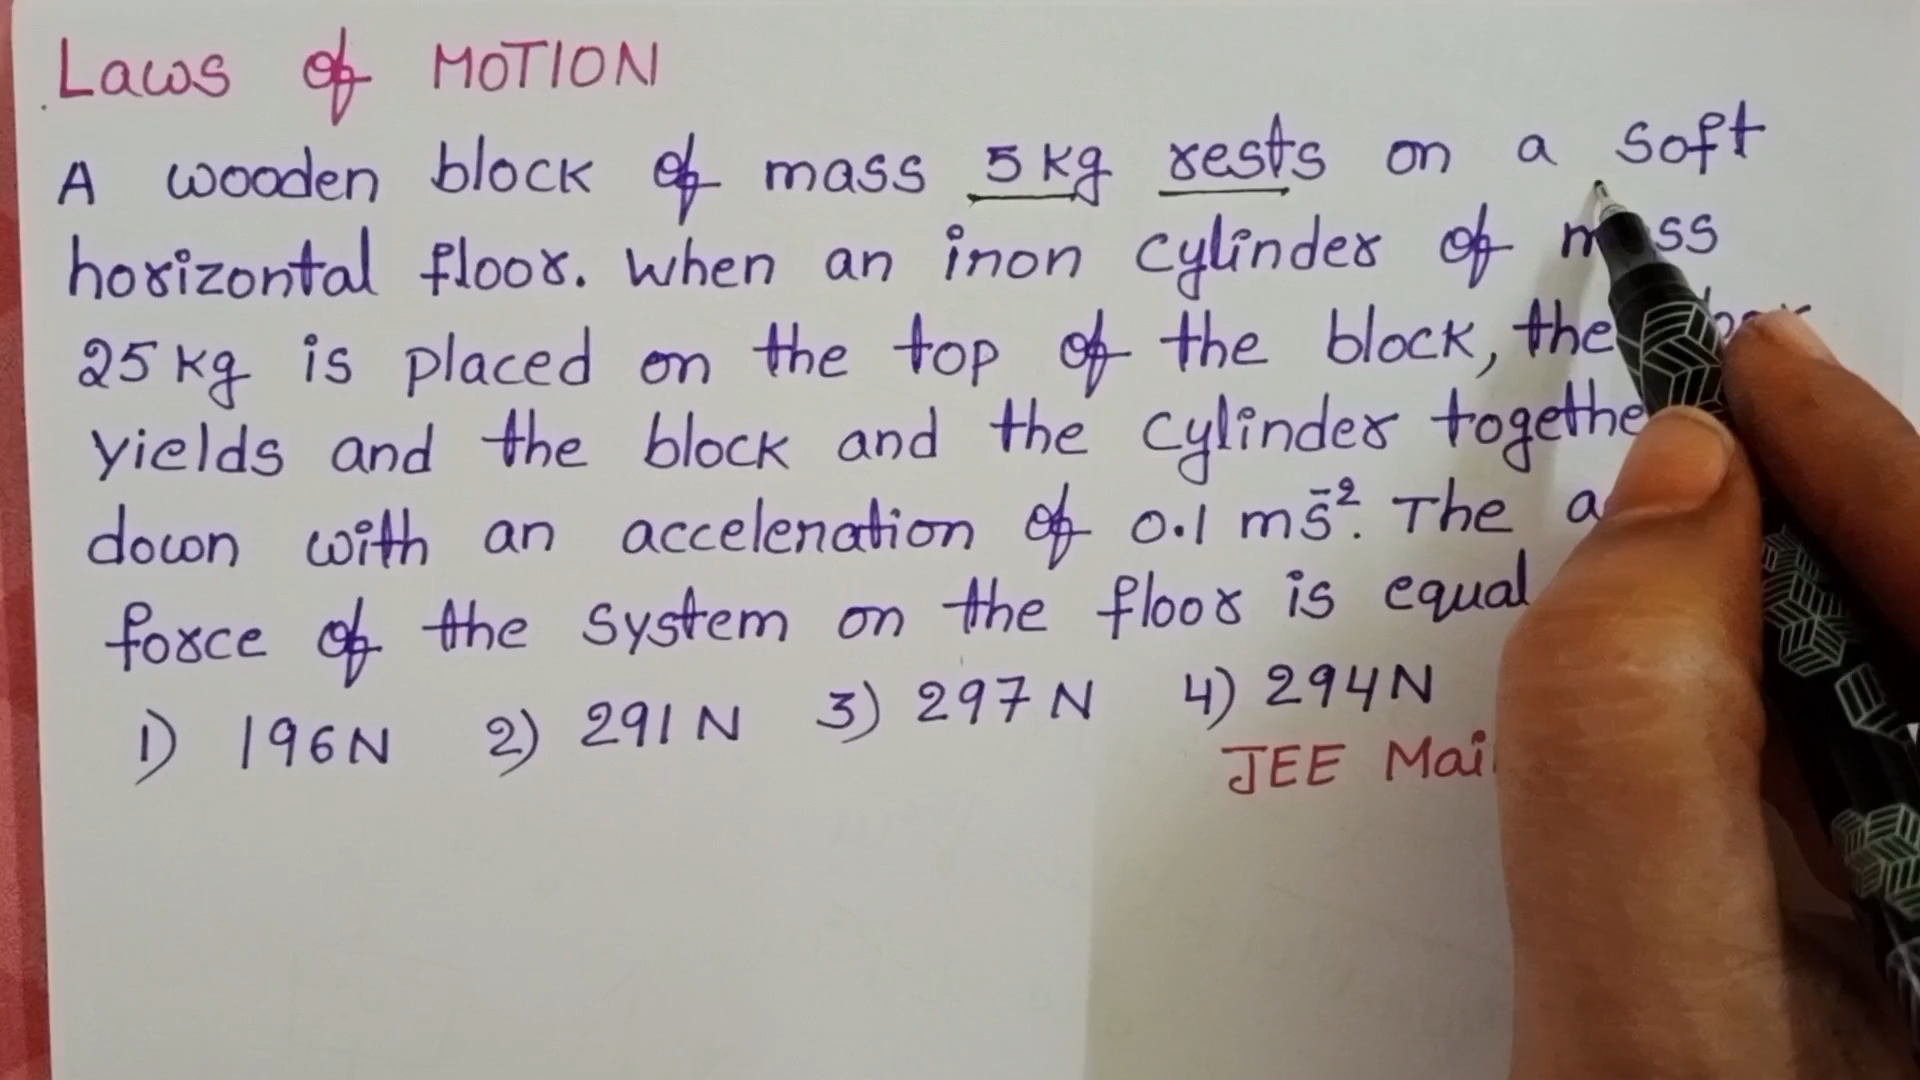 Laws of MOTION
A wooden block of mass 5 kg rests on a soft
horizontal floor. When an inon cylinder of mass
25 kg is placed on the top of the block, the
yields and the block and the cylinder
down with an accelenation of 0.1 ms⁻². The
force of the system on the floor is equal
1) 196N 2) 291 N 3) 297 N 4) 294N
JEE